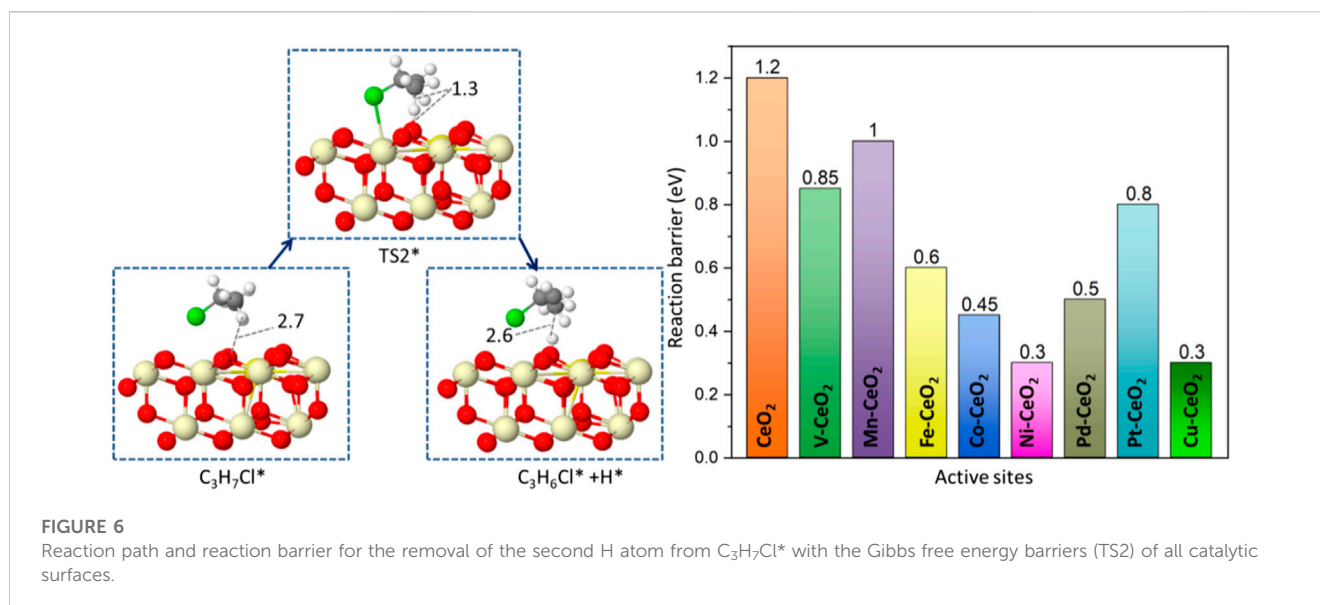 1.3
TS2*
2.7
C₃H₇Cl*
2.6
C₃H₆Cl* +H*
Reaction barrier (eV)
1.2
1.0
0.8
0.6
0.4
0.2
0.0
1.2
0.85
1
0.6
0.45
0.3
0.5
0.8
0.3
CeO₂
V-CeO₂
Mn-CeO₂
Fe-CeO₂
Co-CeO₂
Ni-CeO₂
Pd-CeO₂
Pt-CeO₂
Cu-CeO₂
Active sites
FIGURE 6
Reaction path and reaction barrier for the removal of the second H atom from C₃H₇Cl* with the Gibbs free energy barriers (TS2) of all catalytic
surfaces.